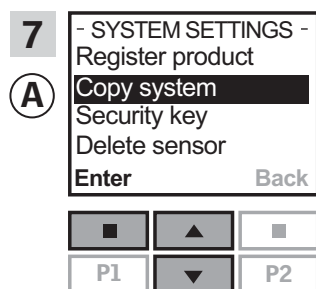 7
A
- SYSTEM SETTINGS -
Register product
Copy system
Security key
Delete sensor
Enter Back
P1 P2